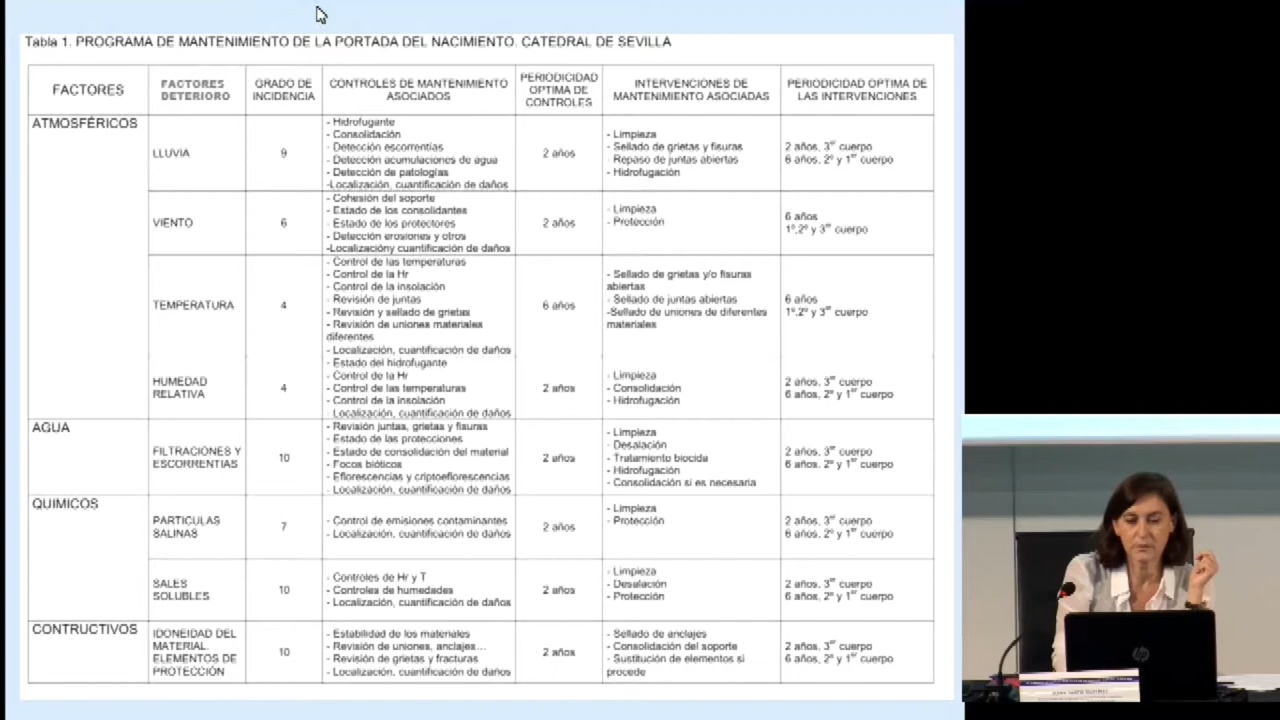 Tabla 1. PROGRAMA DE MANTENIMIENTO DE LA PORTADA DEL NACIMIENTO. CATEDRAL DE SEVILLA
FACTORES
FACTORES
DETERIORO
GRADO DE
INCIDENCIA
CONTROLES DE MANTENIMIENTO
ASOCIADOS
PERIODICIDAD
OPTIMA DE
CONTROLES
INTERVENCIONES DE
MANTENIMIENTO ASOCIADAS
PERIODICIDAD OPTIMA DE
LAS INTERVENCIONES
ATMOSFÉRICOS
LLUVIA
9
- Hidrofugante
- Consolidación
- Detección escorrentías
- Detección acumulaciones de agua
- Detección de patologías
-Localización, cuantificación de daños
2 años
- Limpieza
- Sellado de grietas y fisuras
- Repaso de juntas abiertas
- Hidrofugación
2 años, 3er cuerpo
6 años, 2º y 1er cuerpo
VIENTO
6
- Cohesión del soporte
- Estado de los consolidantes
- Estado de los protectores
- Detección erosiones y otros
-Localizacióny cuantificación de daños
2 años
- Limpieza
- Protección
6 años
1º,2º y 3er cuerpo
TEMPERATURA
4
- Control de las temperaturas
- Control de la Hr
- Control de la insolación
- Revisión de juntas
- Revisión y sellado de grietas
- Revisión de uniones materiales
diferentes
- Localización, cuantificación de daños
6 años
- Sellado de grietas y/o fisuras
abiertas
- Sellado de juntas abiertas
-Sellado de uniones de diferentes
materiales
6 años
1º,2º y 3er cuerpo
HUMEDAD
RELATIVA
4
- Estado del hidrofugante
- Control de la Hr
- Control de las temperaturas
- Control de la insolación
- Localización, cuantificación de daños
2 años
- Limpieza
- Consolidación
- Hidrofugación
2 años, 3er cuerpo
6 años, 2º y 1er cuerpo
AGUA
FILTRACIONES Y
ESCORRENTIAS
10
- Revisión juntas, grietas y fisuras
- Estado de las protecciones
- Estado de consolidación del material
- Focos bióticos
- Eflorescencias y criptoeflorescencias
- Localización, cuantificación de daños
2 años
- Limpieza
- Desalación
- Tratamiento biocida
- Hidrofugación
- Consolidación si es necesaria
2 años, 3er cuerpo
6 años, 2º y 1er cuerpo
QUIMICOS
PARTICULAS
SALINAS
7
- Control de emisiones contaminantes
- Localización, cuantificación de daños
2 años
- Limpieza
- Protección
2 años, 3er cuerpo
6 años, 2º y 1er cuerpo
SALES
SOLUBLES
10
- Controles de Hr y T
- Controles de humedades
- Localización, cuantificación de daños
2 años
- Limpieza
- Desalación
- Protección
2 años, 3er cuerpo
6 años, 2º y 1er cuerpo
CONTRUCTIVOS
IDONEIDAD DEL
MATERIAL.
ELEMENTOS DE
PROTECCIÓN
10
- Estabilidad de los materiales
- Revisión de uniones, anclajes...
- Revisión de grietas y fracturas
- Localización, cuantificación de daños
2 años
- Sellado de anclajes
- Consolidación del soporte
- Sustitución de elementos si
procede
2 años, 3er cuerpo
6 años, 2º y 1er cuerpo
hp